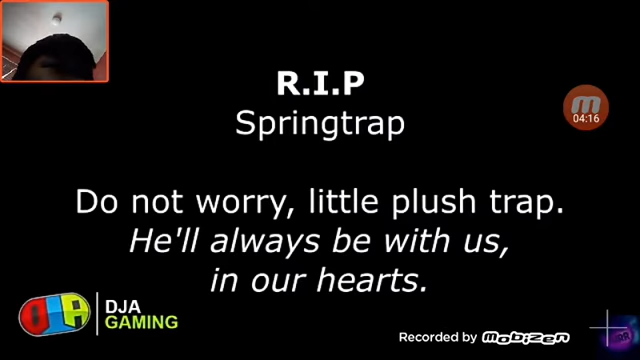 R.I.P
Springtrap
Do not worry, little plush trap.
He'll always be with us,
in our hearts.
04:16
DJA
DJA
GAMING
Recorded by Mobizen